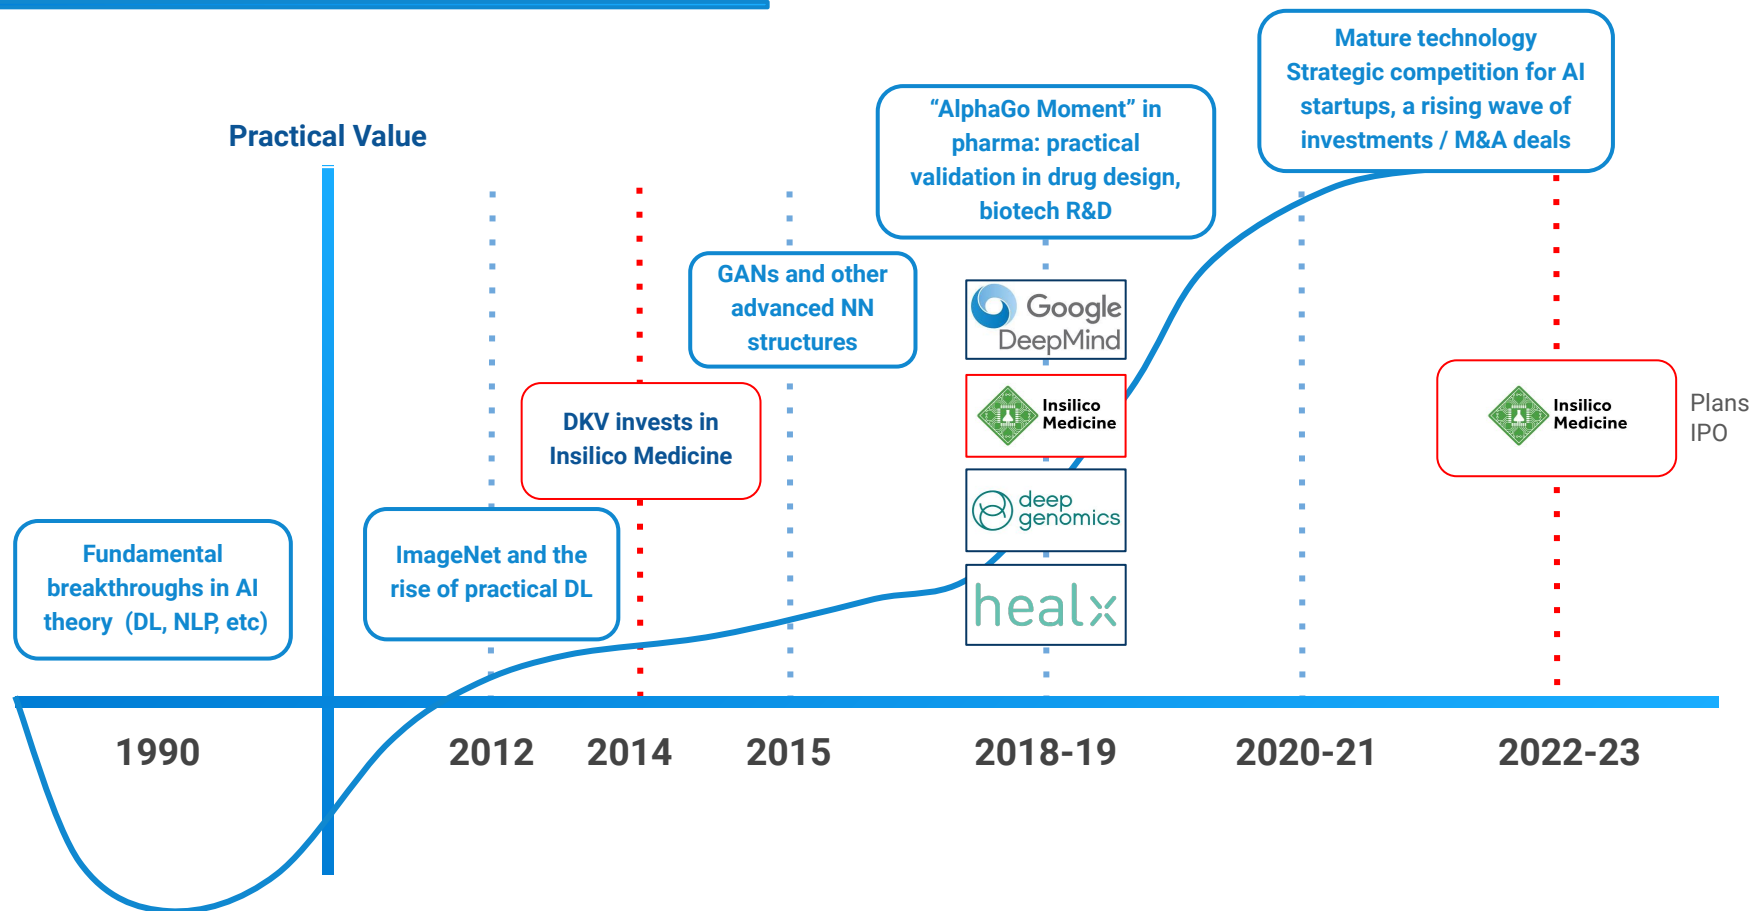 Practical Value
Fundamental
breakthroughs in AI
theory (DL, NLP, etc)
ImageNet and the
rise of practical DL
DKV invests in
Insilico Medicine
GANs and other
advanced NN
structures
“AlphaGo Moment” in
pharma: practical
validation in drug design,
biotech R&D
Google
DeepMind
Insilico
Medicine
deep
genomics
healx
Mature technology
Strategic competition for AI
startups, a rising wave of
investments / M&A deals
Insilico
Medicine
Plans
IPO
1990
2012
2014
2015
2018-19
2020-21
2022-23